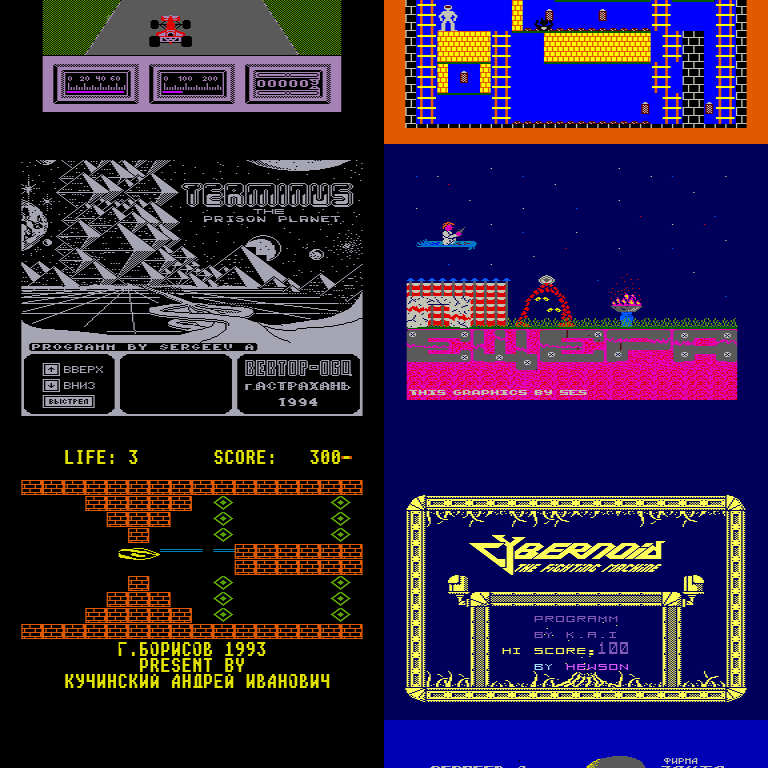 0 20 40 60
0 100 200
00000
TERMINUS
THE
PRISON PLANET
PROGRAMM BY SERGEEV A
ВВЕРХ
ВНИЗ
ВЫСТРЕЛ
ВЕКТОР-ОБЦ
г.АСТРАХАНЬ
1994
THIS GRAPHICS BY SES
LIFE: 3 SCORE: 300
Г.БОРИСОВ 1993
PRESENT BY
КУЧИНСКИЙ АНДРЕЙ ИВАНОВИЧ
CYBERNOID
THE FIGHTING MACHINE
PROGRAMM
BY K.A.I
HI SCORE:100
BY HEWSON
ФИРМА